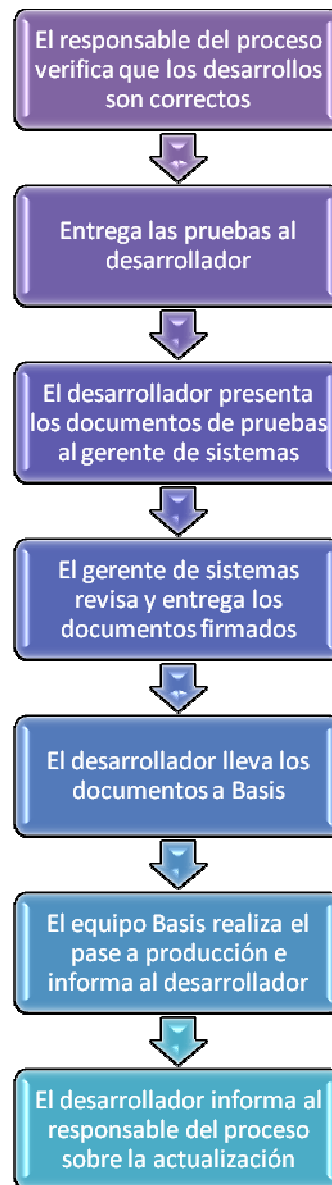 El responsable del proceso
verifica que los desarrollos
son correctos
Entrega las pruebas al
desarrollador
El desarrollador presenta
los documentos de pruebas
al gerente de sistemas
El gerente de sistemas
revisa y entrega los
documentos firmados
El desarrollador lleva los
documentos a Basis
El equipo Basis realiza el
pase a producción e
informa al desarrollador
El desarrollador informa al
responsable del proceso
sobre la actualización